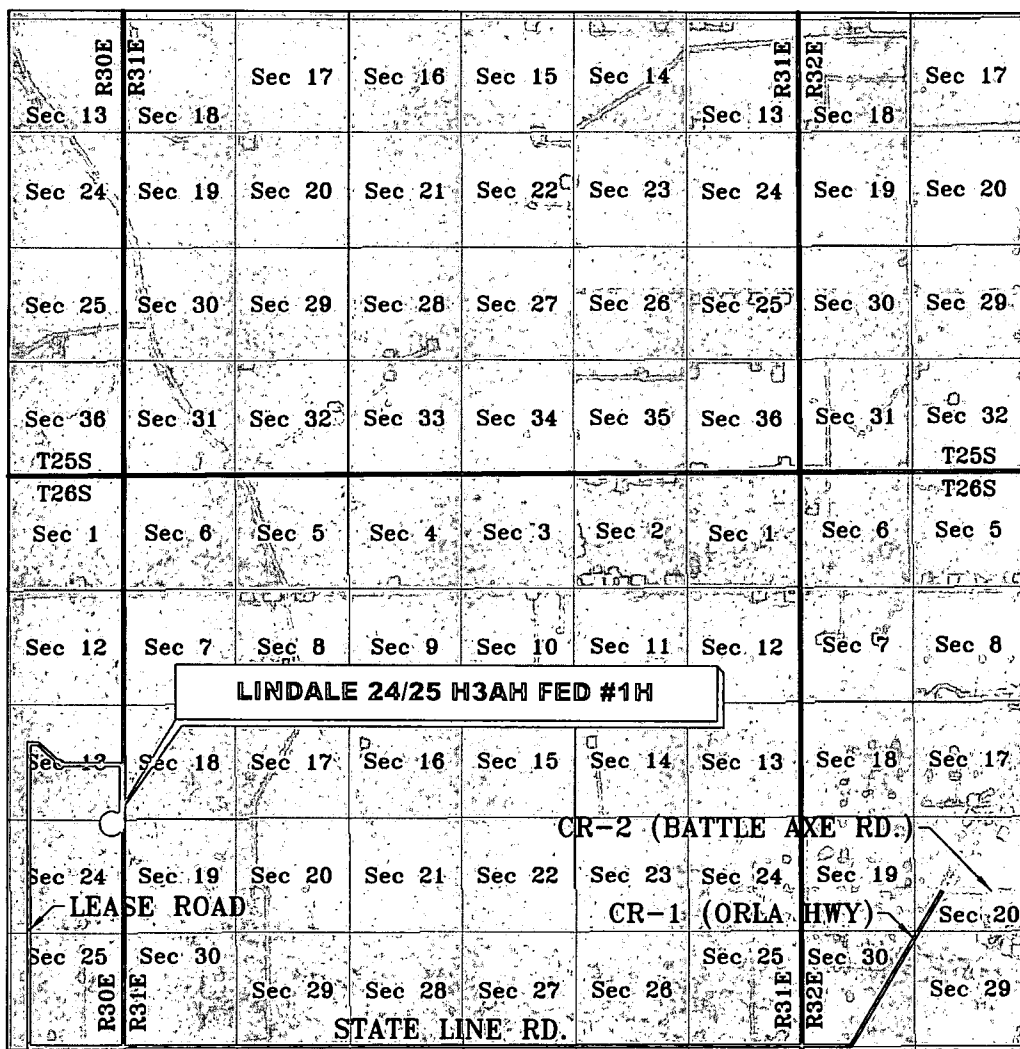 R30E R31E R31E R32E
Sec 17 Sec 16 Sec 15 Sec 14 Sec 17
Sec 13 Sec 18 Sec 13 Sec 18
Sec 24 Sec 19 Sec 20 Sec 21 Sec 22 Sec 23 Sec 24 Sec 19 Sec 20
Sec 25 Sec 30 Sec 29 Sec 28 Sec 27 Sec 26 Sec 25 Sec 30 Sec 29
Sec 36 Sec 31 Sec 32 Sec 33 Sec 34 Sec 35 Sec 36 Sec 31 Sec 32
T25S T25S
T26S T26S
Sec 1 Sec 6 Sec 5 Sec 4 Sec 3 Sec 2 Sec 1 Sec 6 Sec 5
Sec 12 Sec 7 Sec 8 Sec 9 Sec 10 Sec 11 Sec 12 Sec 7 Sec 8
LINDALE 24/25 H3AH FED #1H
Sec 13 Sec 18 Sec 17 Sec 16 Sec 15 Sec 14 Sec 13 Sec 18 Sec 17
CR-2 (BATTLE AXE RD.)
Sec 24 Sec 19 Sec 20 Sec 21 Sec 22 Sec 23 Sec 24 Sec 19
LEASE ROAD CR-1 (ORLA HWY) Sec 20
Sec 25 Sec 30 Sec 25 Sec 30
Sec 29 Sec 28 Sec 27 Sec 26 Sec 29
R30E R31E R31E R32E
STATE LINE RD.